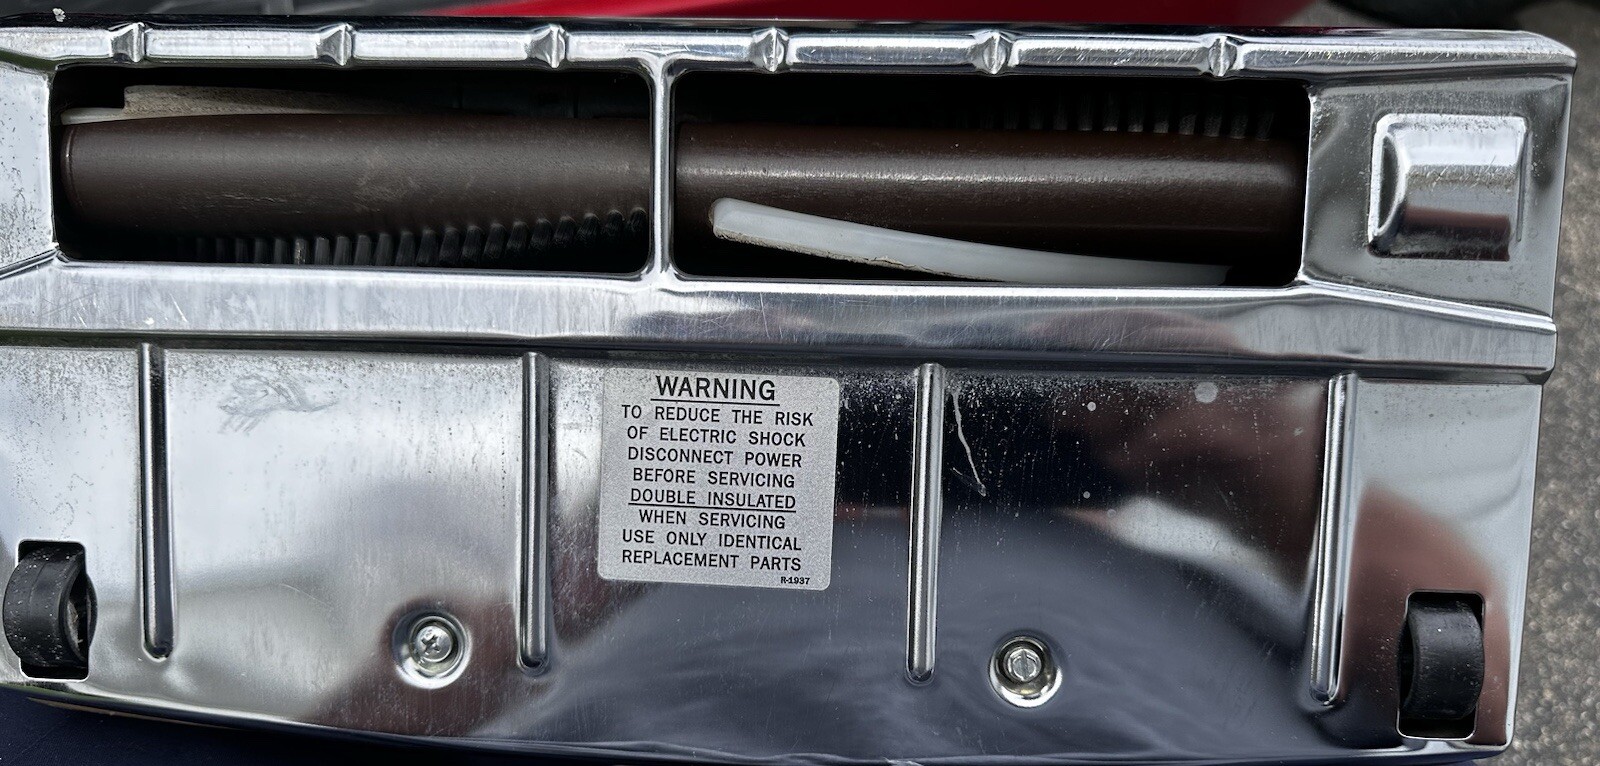 WARNING
TO REDUCE THE RISK
OF ELECTRIC SHOCK
DISCONNECT POWER
BEFORE SERVICING
DOUBLE INSULATED
WHEN SERVICING
USE ONLY IDENTICAL
REPLACEMENT PARTS
R-1937